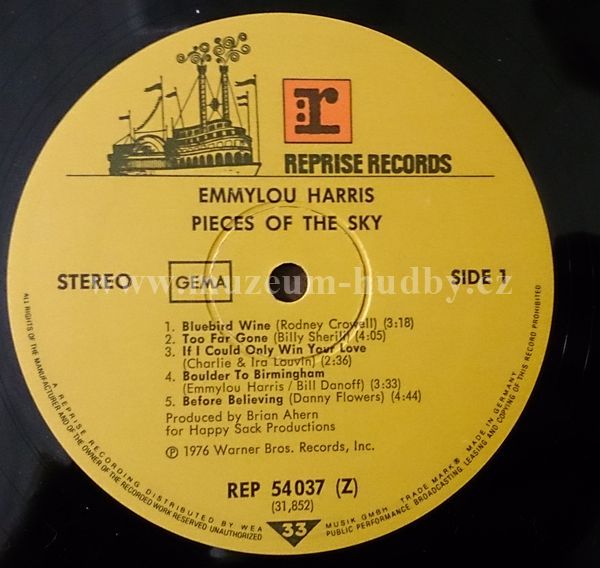 r
REPRISE RECORDS
EMMYLOU HARRIS
PIECES OF THE SKY
STEREO GEMA SIDE 1
www.muzeum-hudby.cz
1. Bluebird Wine (Rodney Crowell) (3:18)
2. Too Far Gone (Billy Sherill) (4:05)
3. If I Could Only Win Your Love
(Charlie & Ira Louvin) (2:36)
4. Boulder To Birmingham
(Emmylou Harris / Bill Danoff) (3:33)
5. Before Believing (Danny Flowers) (4:44)
Produced by Brian Ahern
for Happy Sack Productions
℗ 1976 Warner Bros. Records, Inc.
REP 54 037 (Z)
(31,852)
33
ALL RIGHTS OF THE MANUFACTURER AND OF THE OWNER OF THE RECORDED WORK RESERVED UNAUTHORIZED PUBLIC PERFORMANCE BROADCASTING LEASING AND COPYING OF THIS RECORD PROHIBITED
A REPRISE RECORDING DISTRIBUTED BY WEA MUSIK GMBH TRADE MARK ® MADE IN GERMANY